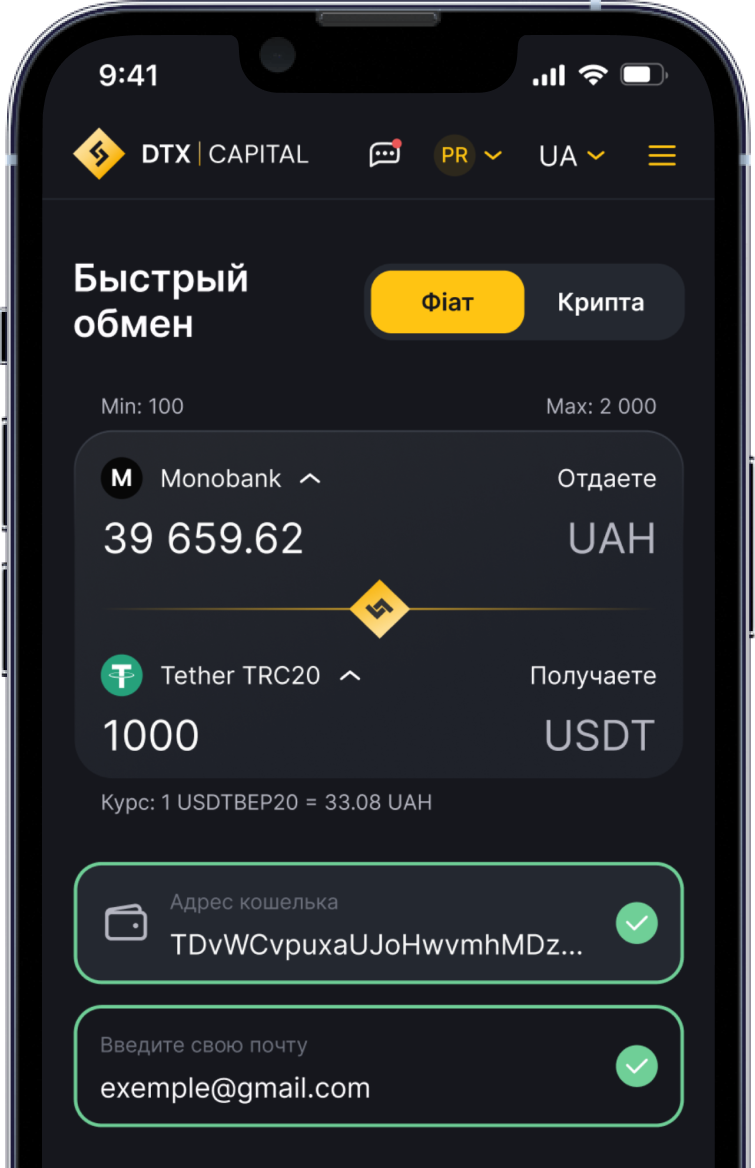 9:41
DTX | CAPITAL
PR
UA
Быстрый
обмен
Фіат
Крипта
Min: 100
Max: 2 000
M
Monobank
Отдаете
39 659.62
UAH
Tether TRC20
Получаете
1000
USDT
Курс: 1 USDTBEP20 = 33.08 UAH
Адрес кошелька
TDvWCvpuxaUJoHwvmhMDz...
Введите свою почту
exemple@gmail.com